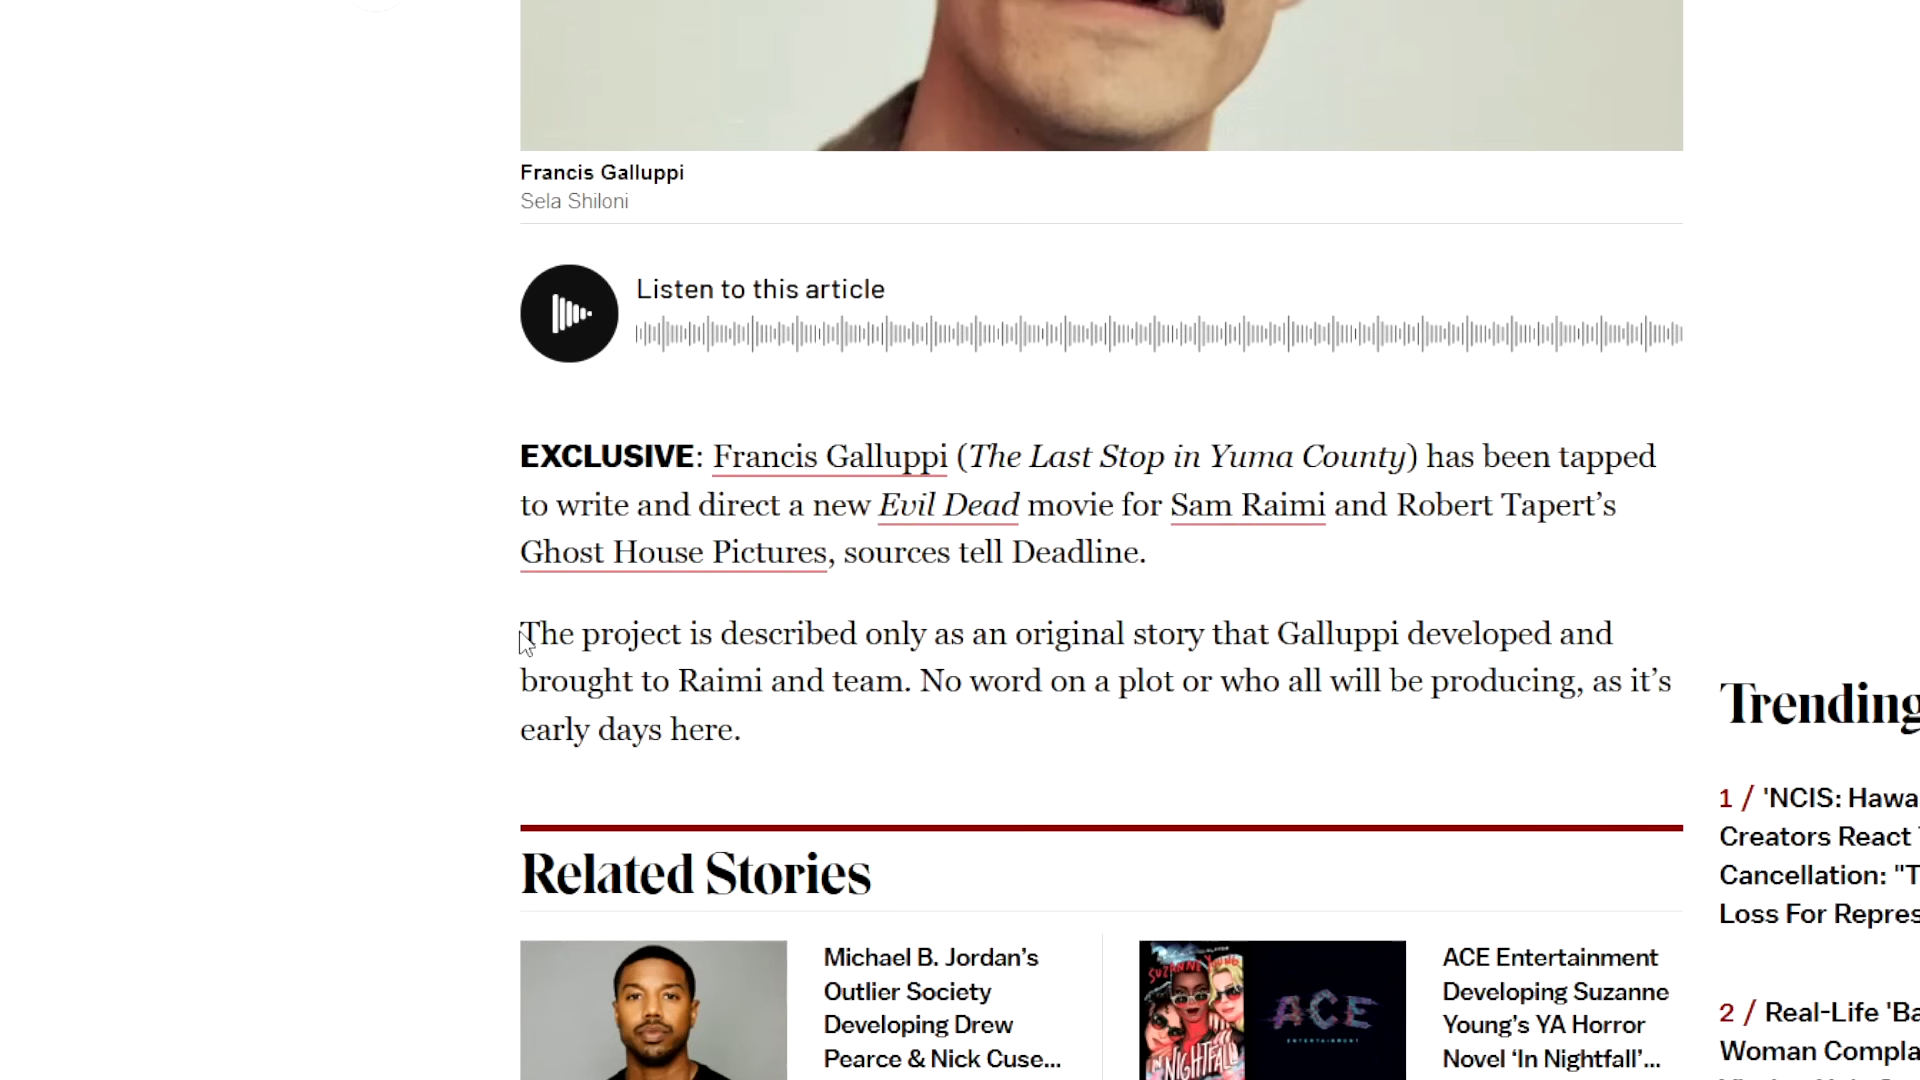 Francis Galluppi
Sela Shiloni
Listen to this article
EXCLUSIVE: Francis Galluppi (The Last Stop in Yuma County) has been tapped
to write and direct a new Evil Dead movie for Sam Raimi and Robert Tapert’s
Ghost House Pictures, sources tell Deadline.
The project is described only as an original story that Galluppi developed and
brought to Raimi and team. No word on a plot or who all will be producing, as it’s
early days here.
Trending
1 / 'NCIS: Hawa
Creators React
Cancellation: "T
Loss For Repres
2 / Real-Life 'Ba
Woman Compla
Related Stories
Michael B. Jordan’s
Outlier Society
Developing Drew
Pearce & Nick Cuse...
SUZANNE YOUNG
IN NIGHTFALL
ACE
ENTERTAINMENT
ACE Entertainment
Developing Suzanne
Young’s YA Horror
Novel ‘In Nightfall’...